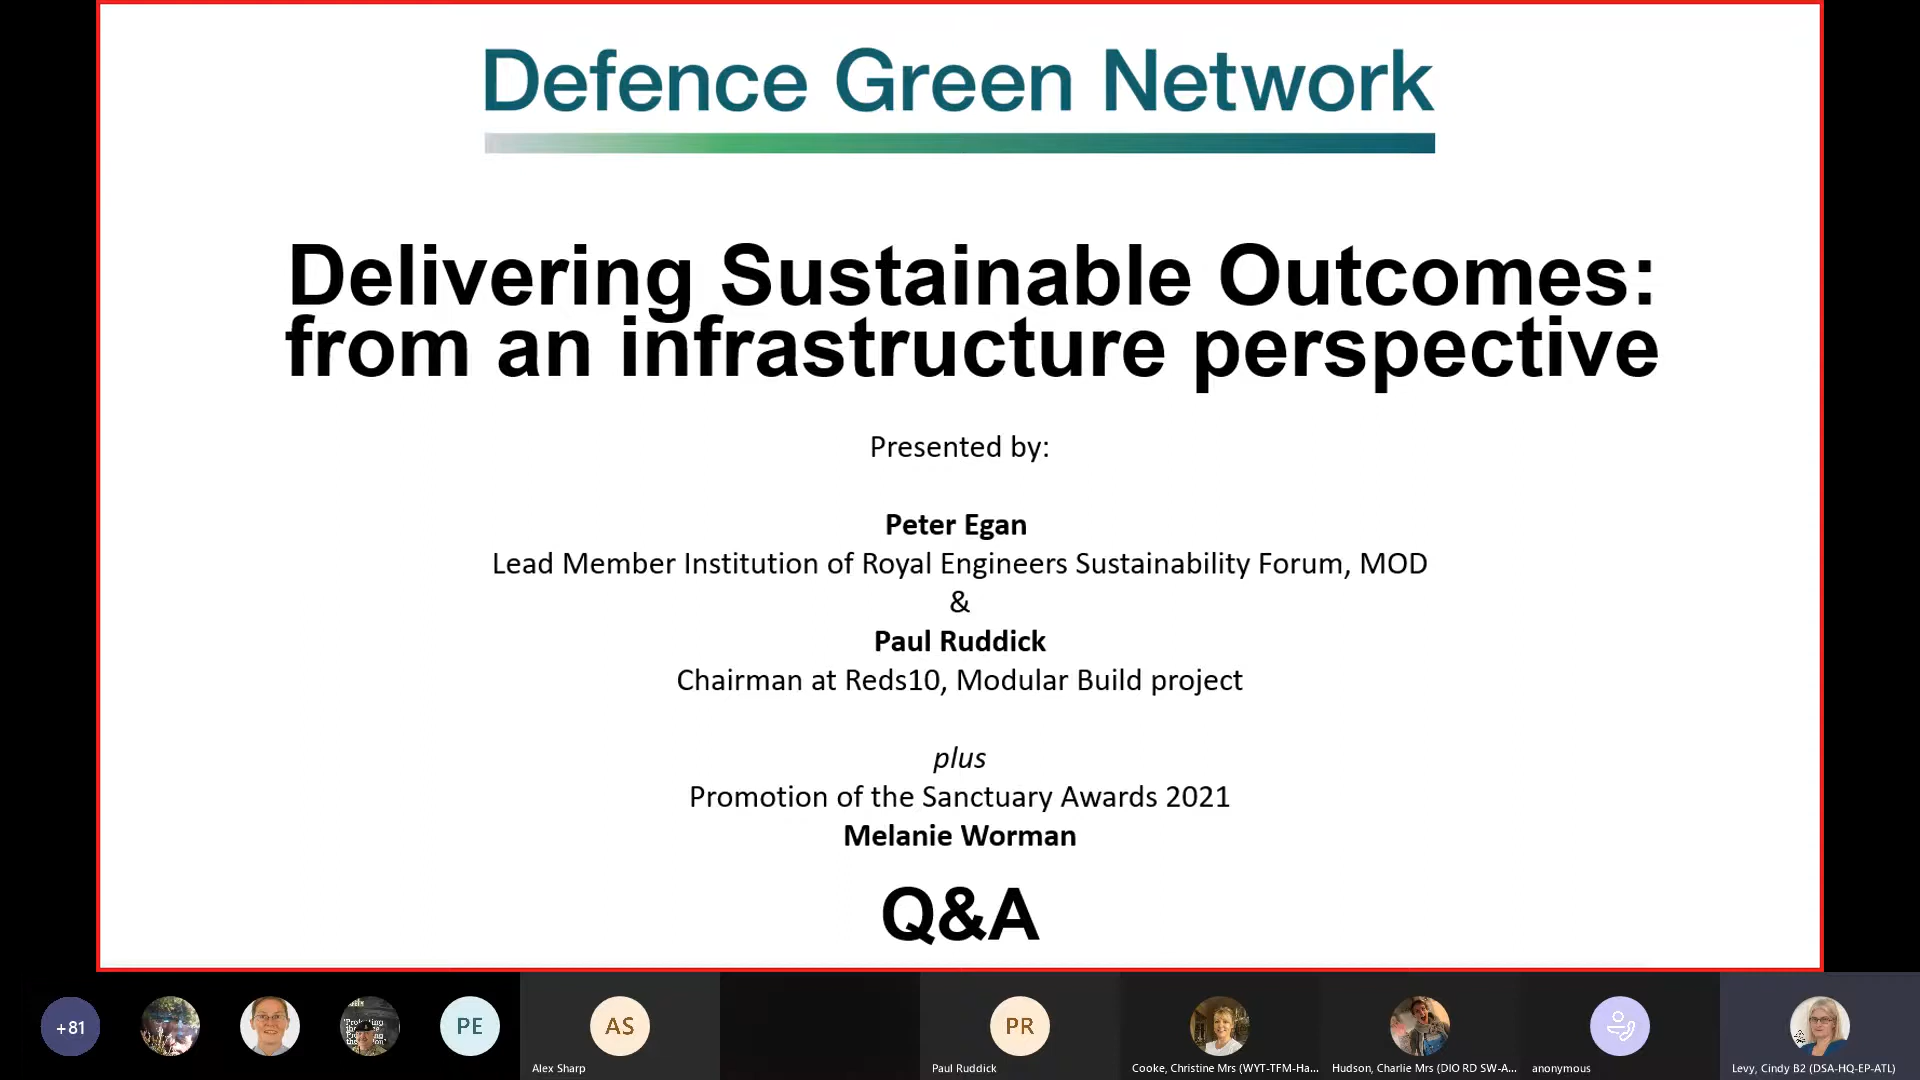 Defence Green Network
Delivering Sustainable Outcomes:
from an infrastructure perspective
Presented by:
Peter Egan
Lead Member Institution of Royal Engineers Sustainability Forum, MOD
&
Paul Ruddick
Chairman at Reds10, Modular Build project
plus
Promotion of the Sanctuary Awards 2021
Melanie Worman
Q&A
+81
PE
AS
PR
Alex Sharp
Paul Ruddick
Cooke, Christine Mrs (WYT-TFM-Ha...
Hudson, Charlie Mrs (DIO RD SW-A...
anonymous
Levy, Cindy B2 (DSA-HQ-EP-ATL)